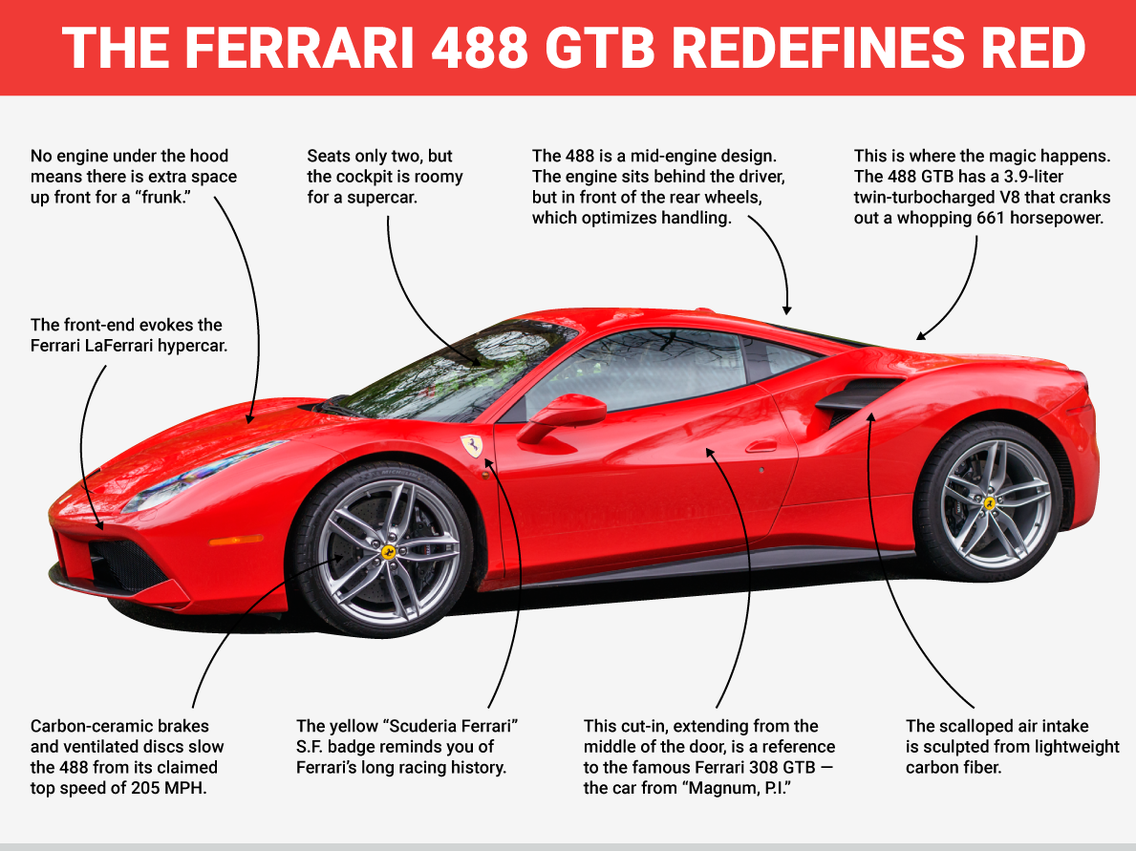 THE FERRARI 488 GTB REDEFINES RED
No engine under the hood
means there is extra space
up front for a “frunk.”
Seats only two, but
the cockpit is roomy
for a supercar.
The 488 is a mid-engine design.
The engine sits behind the driver,
but in front of the rear wheels,
which optimizes handling.
This is where the magic happens.
The 488 GTB has a 3.9-liter
twin-turbocharged V8 that cranks
out a whopping 661 horsepower.
The front-end evokes the
Ferrari LaFerrari hypercar.
Carbon-ceramic brakes
and ventilated discs slow
the 488 from its claimed
top speed of 205 MPH.
The yellow “Scuderia Ferrari”
S.F. badge reminds you of
Ferrari’s long racing history.
This cut-in, extending from the
middle of the door, is a reference
to the famous Ferrari 308 GTB —
the car from “Magnum, P.I.”
The scalloped air intake
is sculpted from lightweight
carbon fiber.